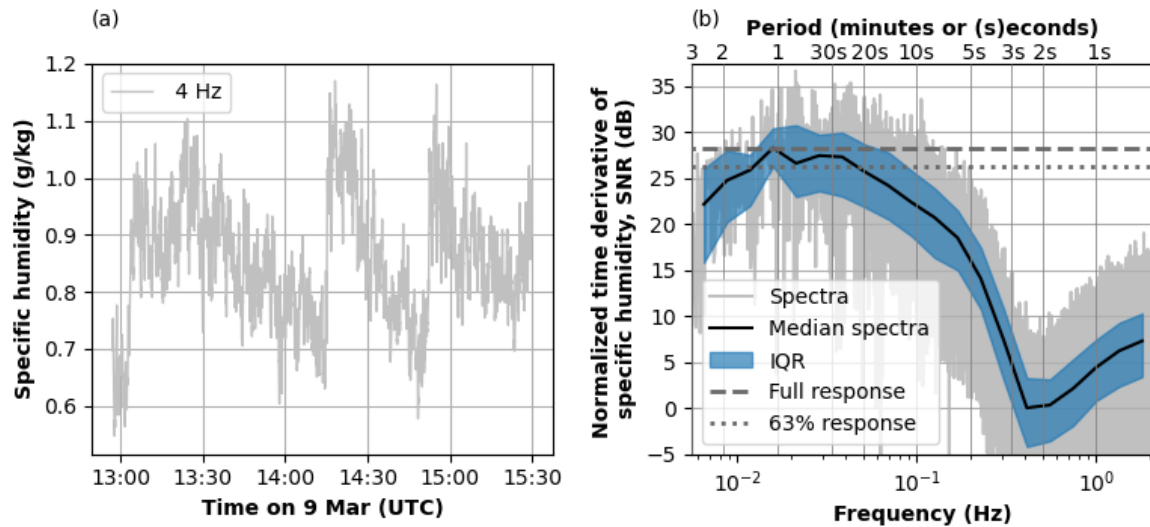 (a)
1.2
1.1
1.0
0.9
0.8
0.7
0.6
Specific humidity (g/kg)
4 Hz
13:00 13:30 14:00 14:30 15:00 15:30
Time on 9 Mar (UTC)
(b)
Period (minutes or (s)econds)
3 2 1 30s 20s 10s 5s 3s 2s 1s
35
30
25
20
15
10
5
0
−5
Normalized time derivative of
specific humidity, SNR (dB)
Spectra
Median spectra
IQR
Full response
63% response
10⁻² 10⁻¹ 10⁰
Frequency (Hz)